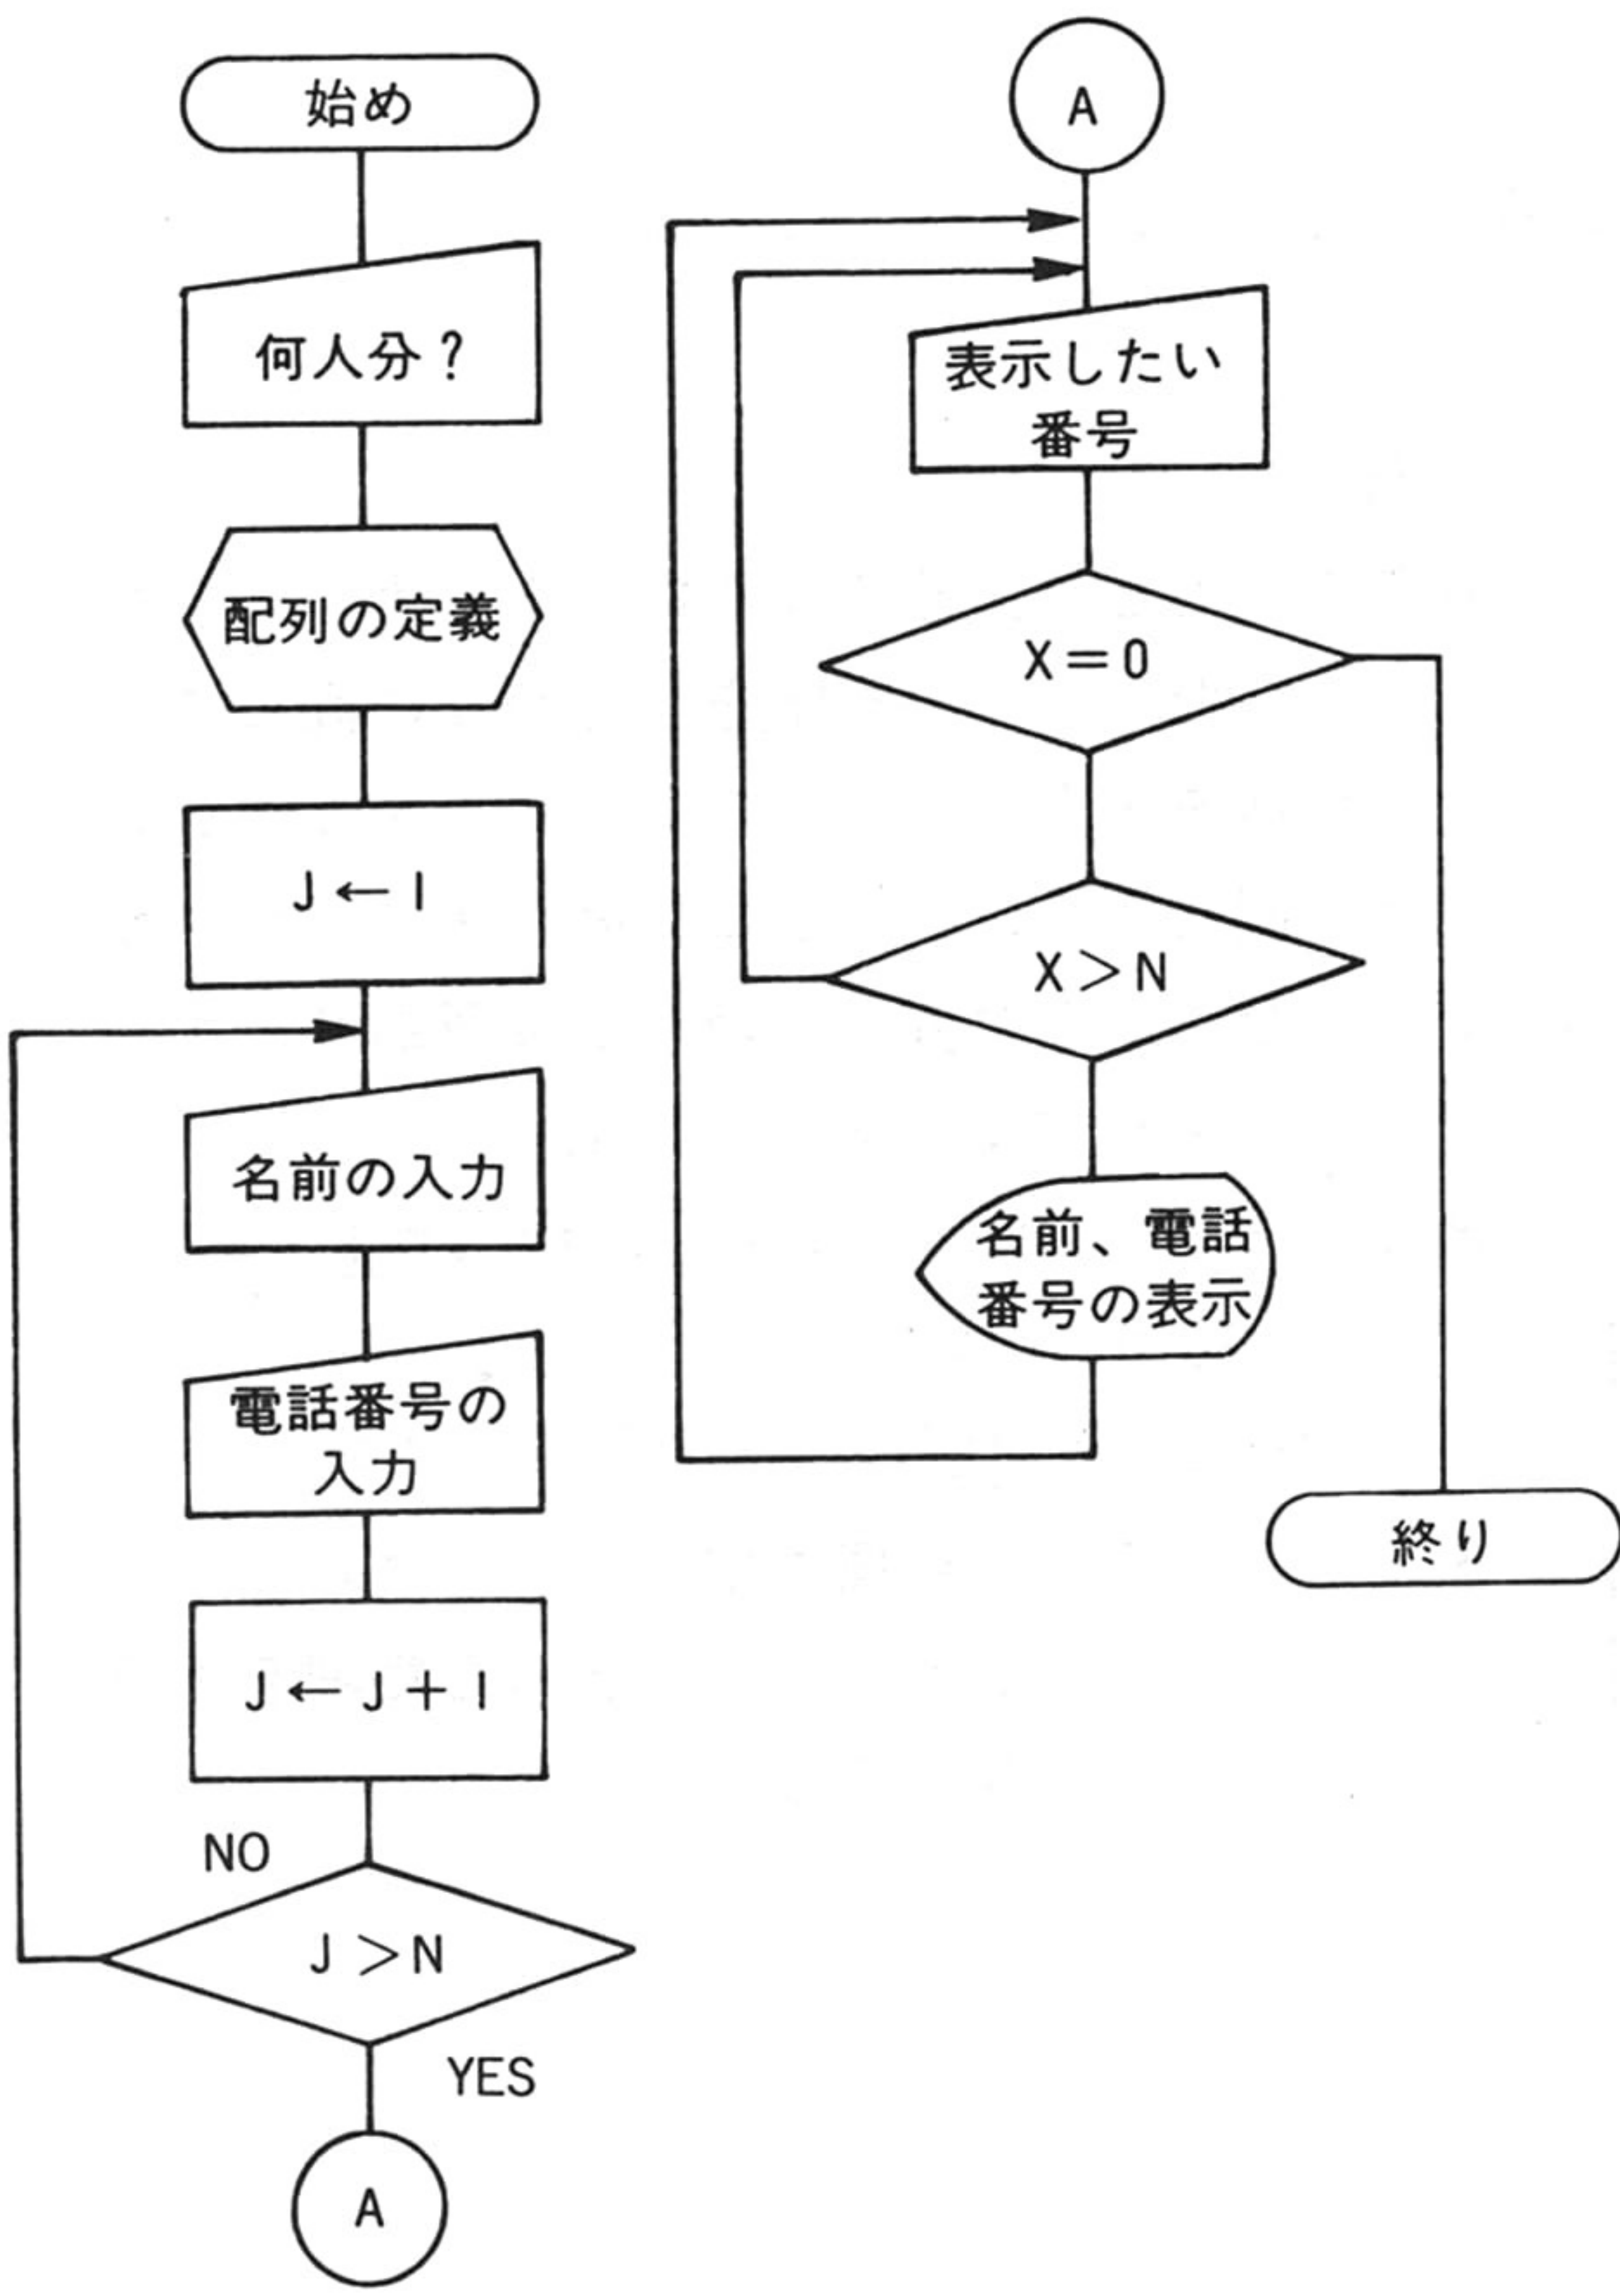 始め
何人分？
配列の定義
J←1
名前の入力
電話番号の
入力
J←J+1
NO
J>N
YES
A
A
表示したい
番号
X=0
X>N
名前、電話
番号の表示
終り